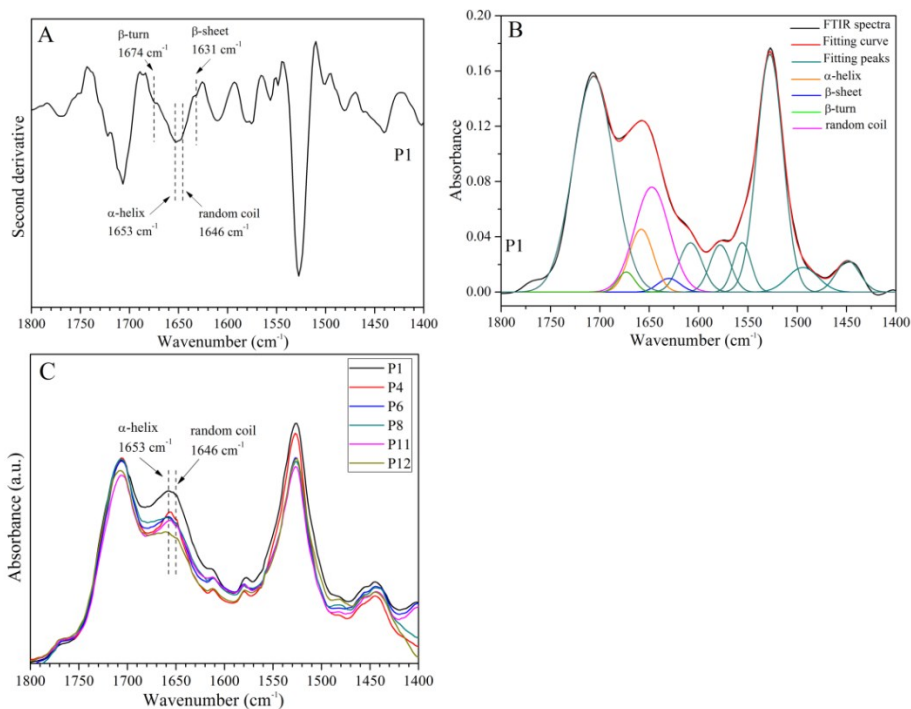 A
β-turn
1674 cm⁻¹
β-sheet
1631 cm⁻¹
P1
α-helix
1653 cm⁻¹
random coil
1646 cm⁻¹
Second derivative
1800 1750 1700 1650 1600 1550 1500 1450 1400
Wavenumber (cm⁻¹)
B
FTIR spectra
Fitting curve
Fitting peaks
α-helix
β-sheet
β-turn
random coil
P1
Absorbance
0.20
0.16
0.12
0.08
0.04
0.00
1800 1750 1700 1650 1600 1550 1500 1450 1400
Wavenumber (cm⁻¹)
C
α-helix
1653 cm⁻¹
random coil
1646 cm⁻¹
P1
P4
P6
P8
P11
P12
Absorbance (a.u.)
1800 1750 1700 1650 1600 1550 1500 1450 1400
Wavenumber (cm⁻¹)